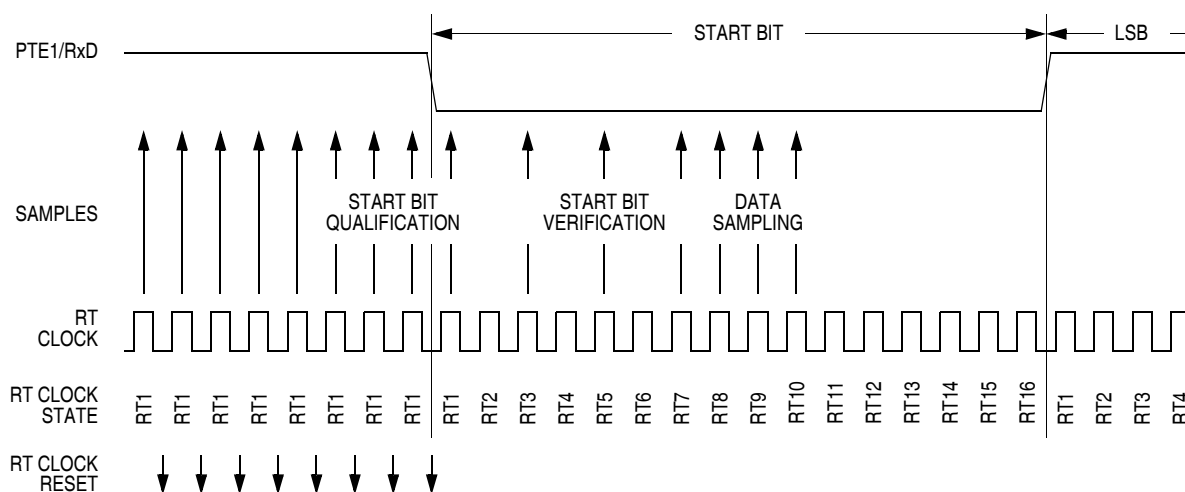 START BIT
LSB
PTE1/RxD
SAMPLES
START BIT
QUALIFICATION
START BIT
VERIFICATION
DATA
SAMPLING
RT
CLOCK
RT CLOCK
STATE
RT1 RT1 RT1 RT1 RT1 RT1 RT1 RT1 RT1 RT2 RT3 RT4 RT5 RT6 RT7 RT8 RT9 RT10 RT11 RT12 RT13 RT14 RT15 RT16 RT1 RT2 RT3 RT4
RT CLOCK
RESET